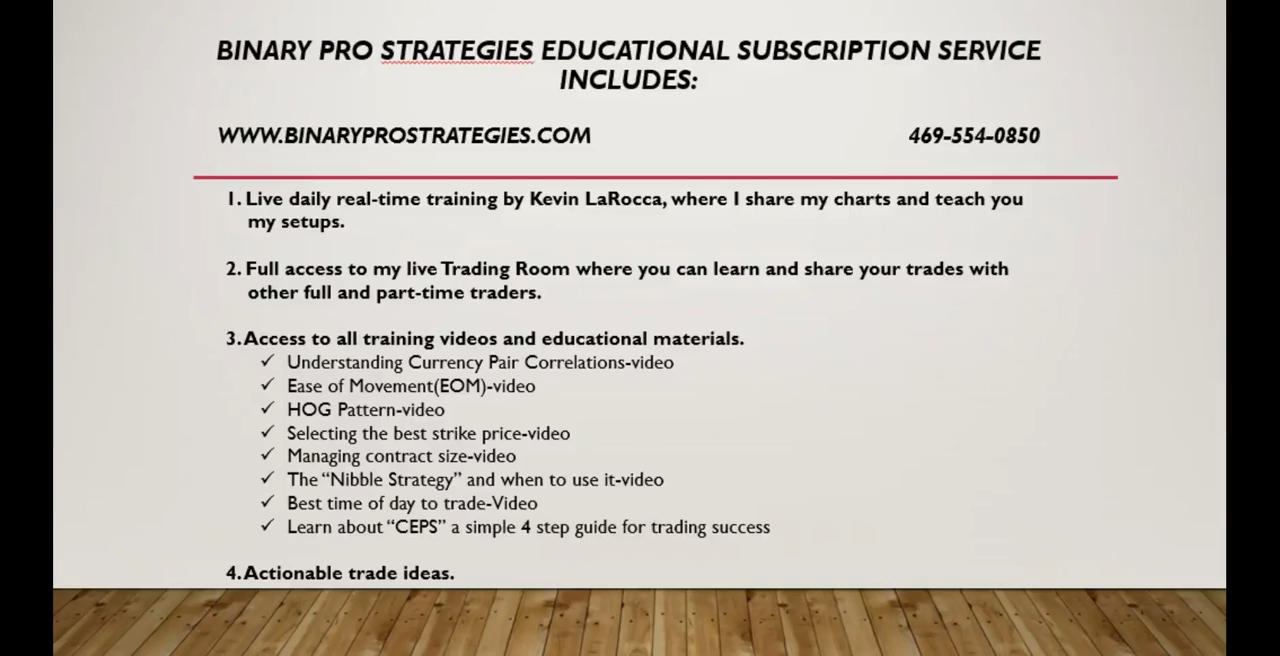 BINARY PRO STRATEGIES EDUCATIONAL SUBSCRIPTION SERVICE
INCLUDES:
WWW.BINARYPROSTRATEGIES.COM 469-554-0850
1. Live daily real-time training by Kevin LaRocca, where I share my charts and teach you
my setups.
2. Full access to my live Trading Room where you can learn and share your trades with
other full and part-time traders.
3. Access to all training videos and educational materials.
✓ Understanding Currency Pair Correlations-video
✓ Ease of Movement(EOM)-video
✓ HOG Pattern-video
✓ Selecting the best strike price-video
✓ Managing contract size-video
✓ The “Nibble Strategy” and when to use it-video
✓ Best time of day to trade-Video
✓ Learn about “CEPS” a simple 4 step guide for trading success
4. Actionable trade ideas.